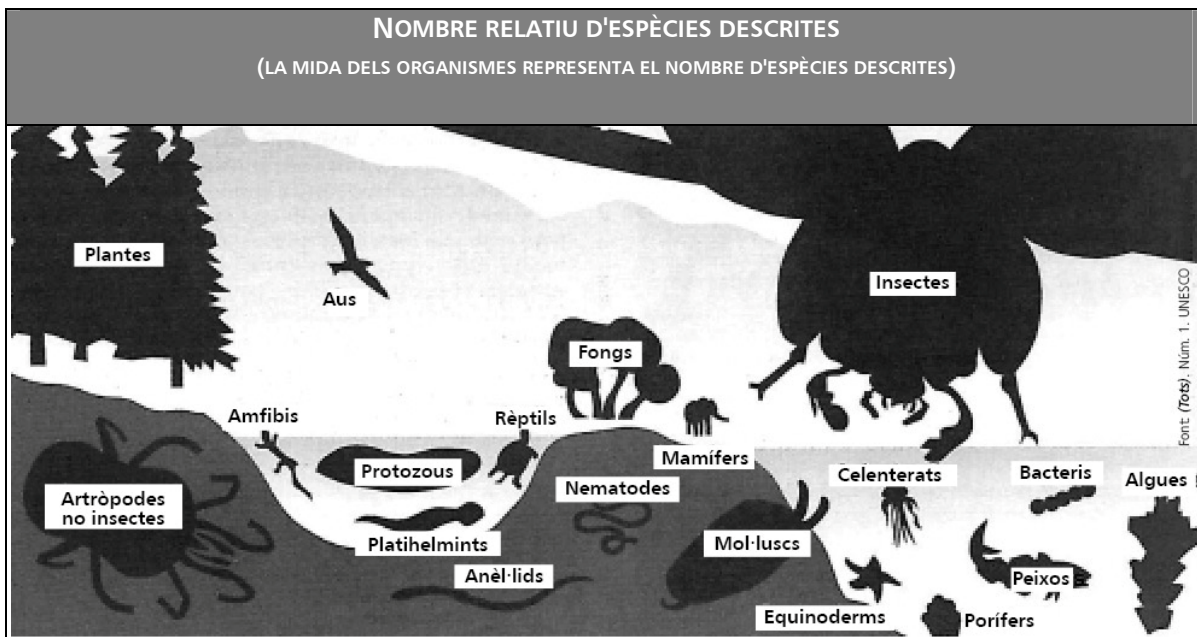 NOMBRE RELATIU D'ESPÈCIES DESCRITES
(LA MIDA DELS ORGANISMES REPRESENTA EL NOMBRE D'ESPÈCIES DESCRITES)
Plantes
Aus
Insectes
Fongs
Amfibis
Rèptils
Mamífers
Protozous
Nematodes
Celenterats
Bacteris
Algues
Artròpodes
no insectes
Platihelmints
Mol·luscs
Anèl·lids
Peixos
Equinoderms
Porífers
Font: (Tots). Núm. 1. UNESCO